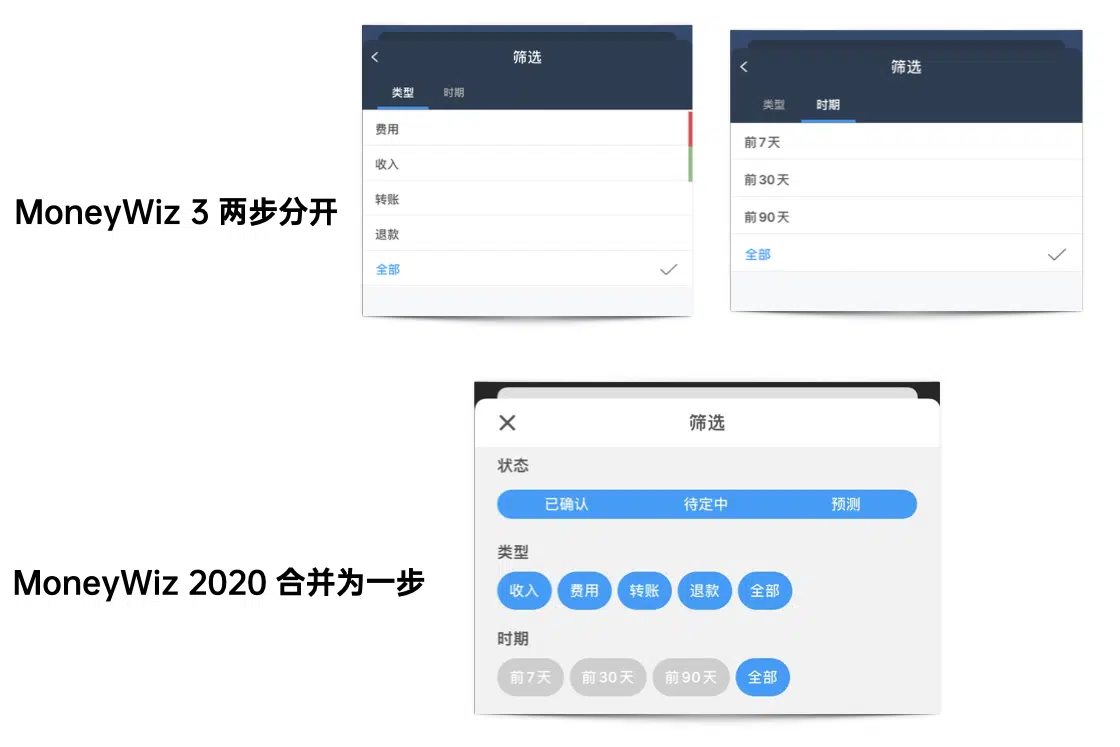 MoneyWiz 3 两步分开
筛选
类型 时期
费用
收入
转账
退款
全部
筛选
类型 时期
前7天
前30天
前90天
全部
MoneyWiz 2020 合并为一步
筛选
状态
已确认 待定中 预测
类型
收入 费用 转账 退款 全部
时期
前7天 前30天 前90天 全部